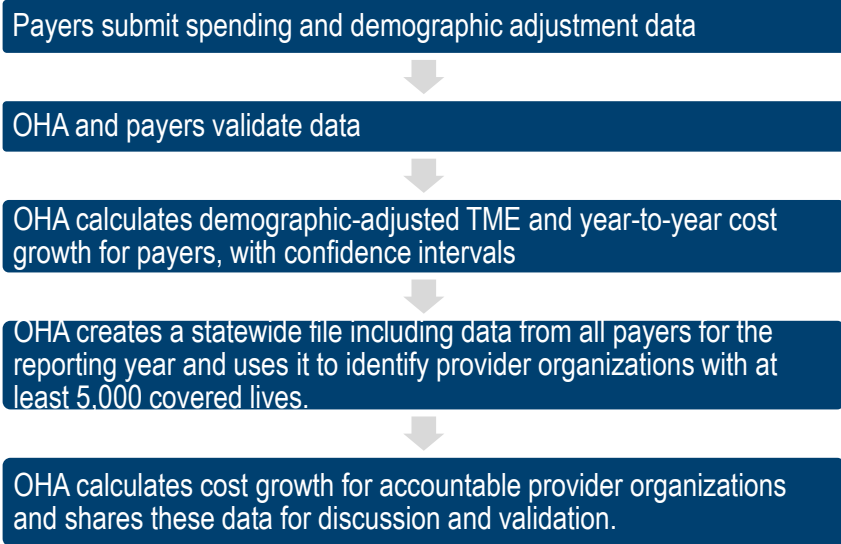 Payers submit spending and demographic adjustment data
OHA and payers validate data
OHA calculates demographic-adjusted TME and year-to-year cost
growth for payers, with confidence intervals
OHA creates a statewide file including data from all payers for the
reporting year and uses it to identify provider organizations with at
least 5,000 covered lives.
OHA calculates cost growth for accountable provider organizations
and shares these data for discussion and validation.